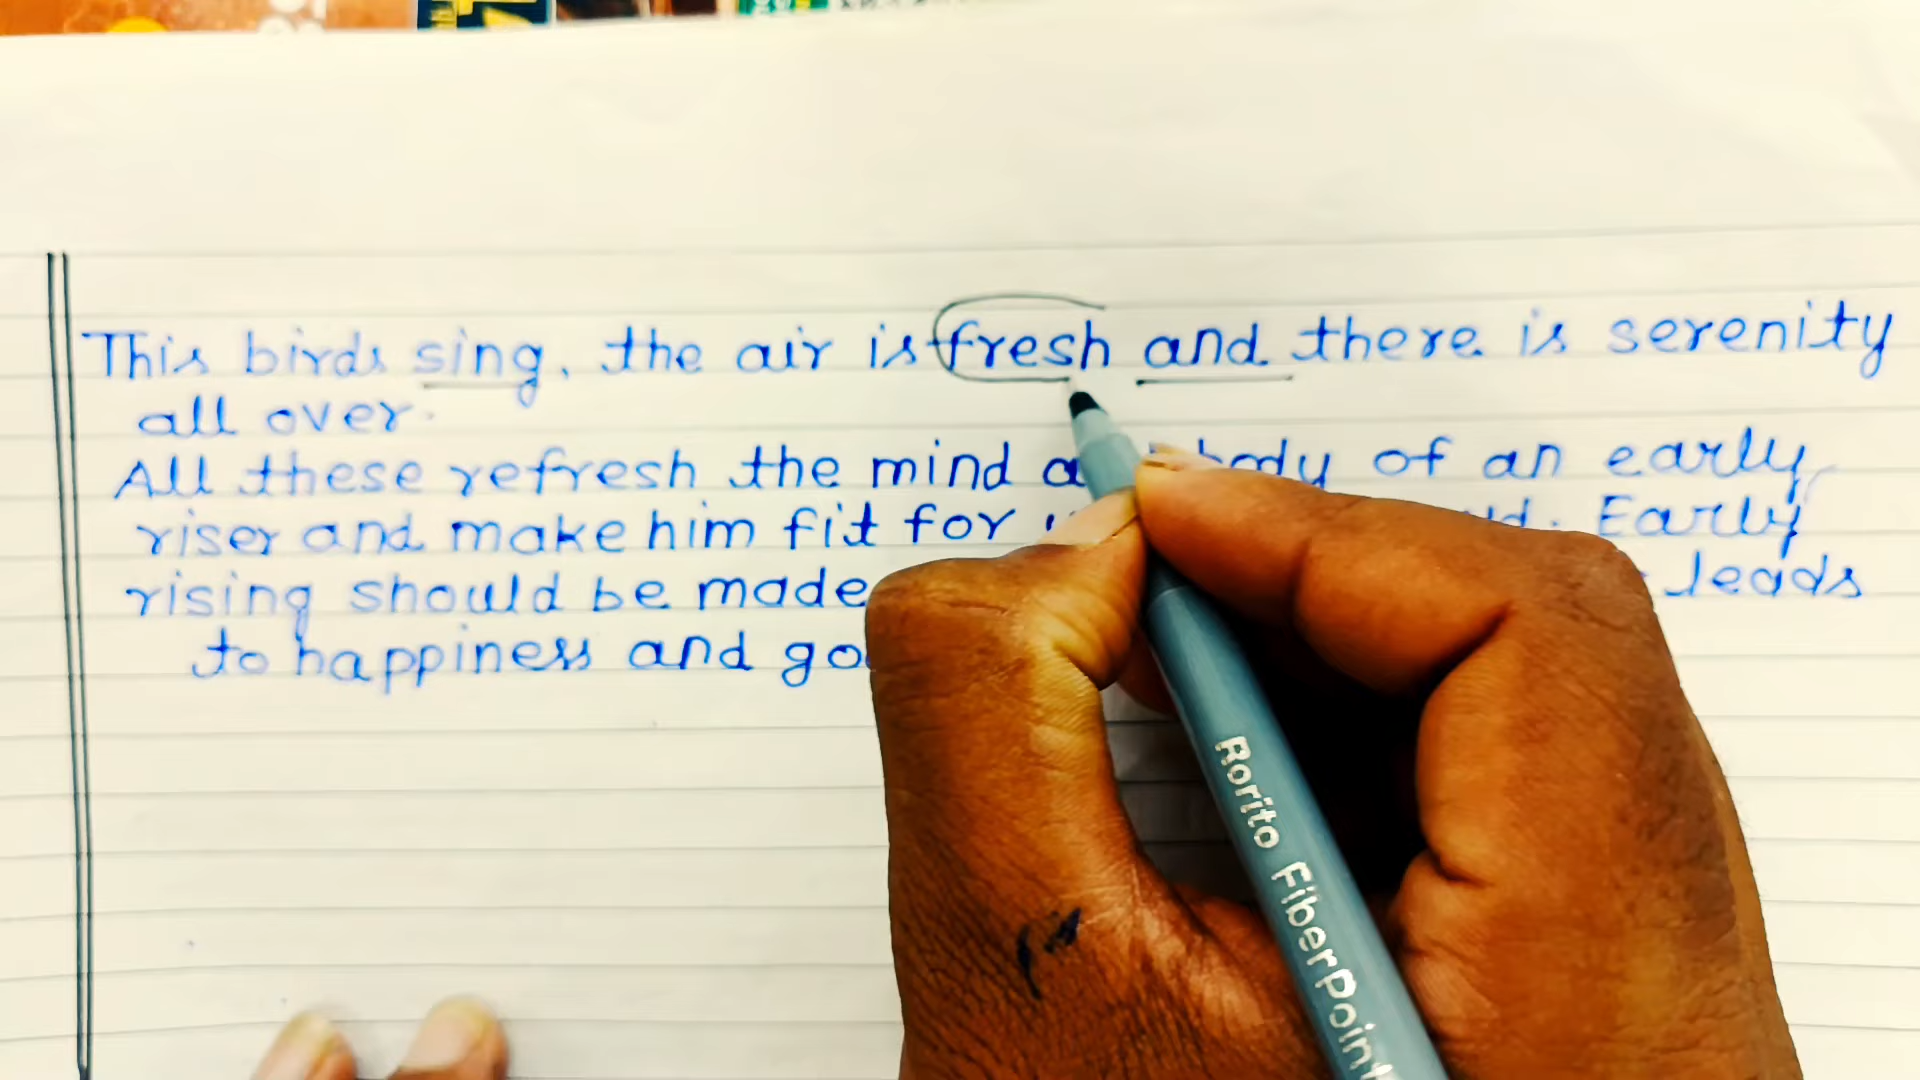 This birds sing, the air is fresh and there is serenity
all over.
All these refresh the mind body of an early
riser and make him fit for Early
rising should be made leads
to happiness and
Rorito FiberPoint